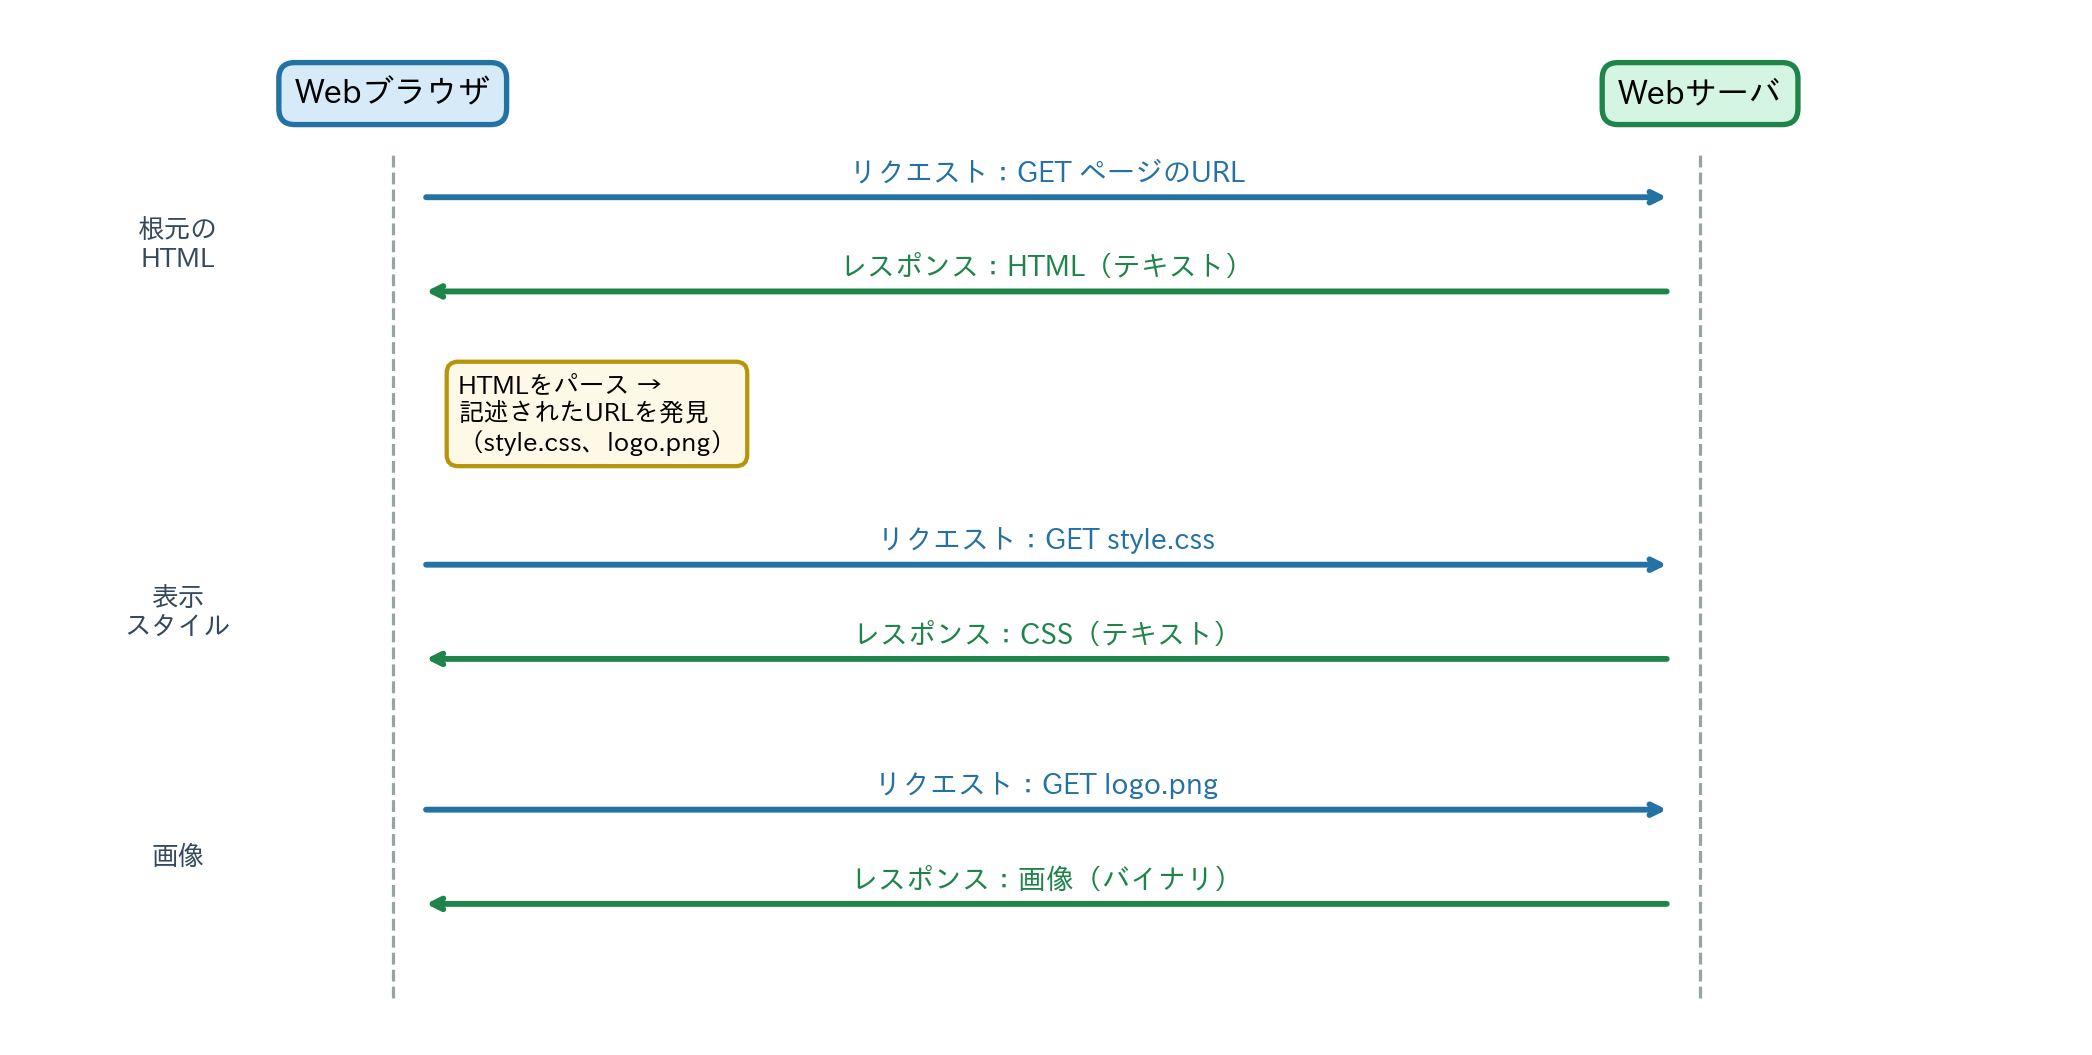 Webブラウザ
Webサーバ
リクエスト：GET ページのURL
根元の
HTML
レスポンス：HTML（テキスト）
HTMLをパース →
記述されたURLを発見
（style.css、logo.png）
リクエスト：GET style.css
表示
スタイル
レスポンス：CSS（テキスト）
リクエスト：GET logo.png
画像
レスポンス：画像（バイナリ）